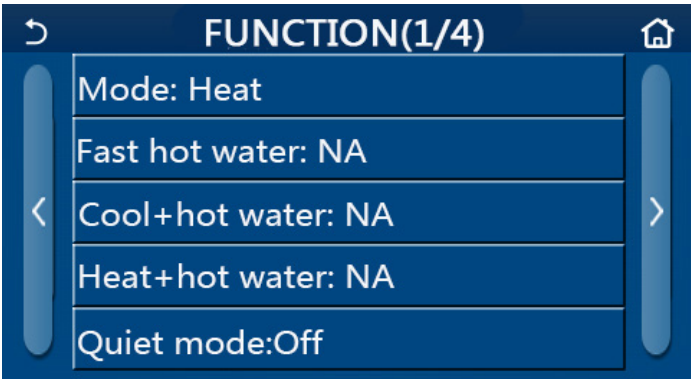 FUNCTION(1/4)
Mode: Heat
Fast hot water: NA
Cool+hot water: NA
Heat+hot water: NA
Quiet mode:Off